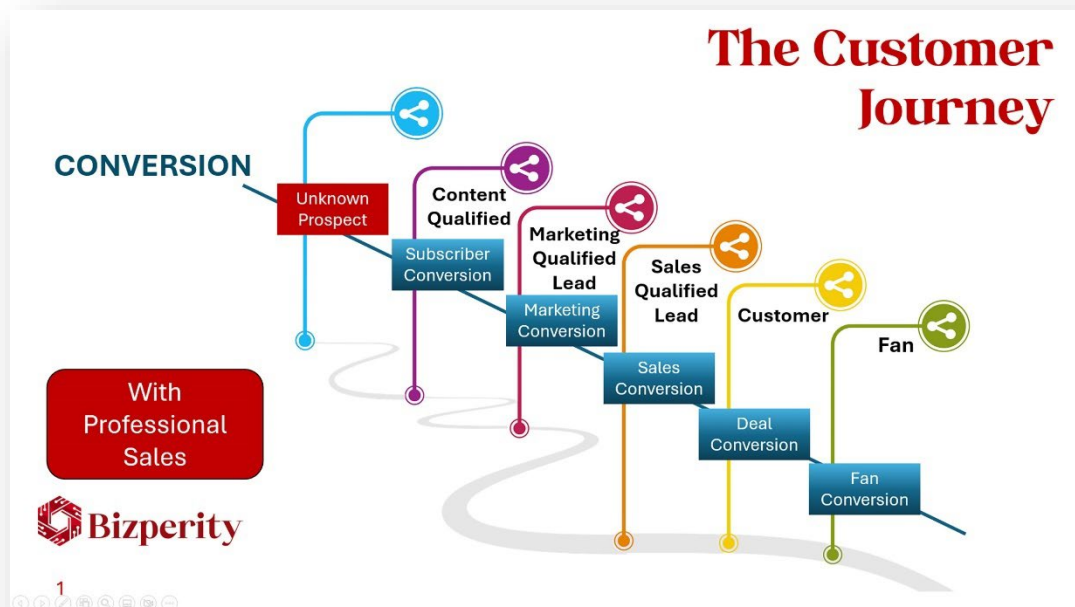 The Customer
Journey
CONVERSION
Unknown
Prospect
Content
Qualified
Subscriber
Conversion
Marketing
Qualified
Lead
Marketing
Conversion
Sales
Qualified
Lead
Sales
Conversion
Customer
Deal
Conversion
Fan
Fan
Conversion
With
Professional
Sales
Bizperity
1